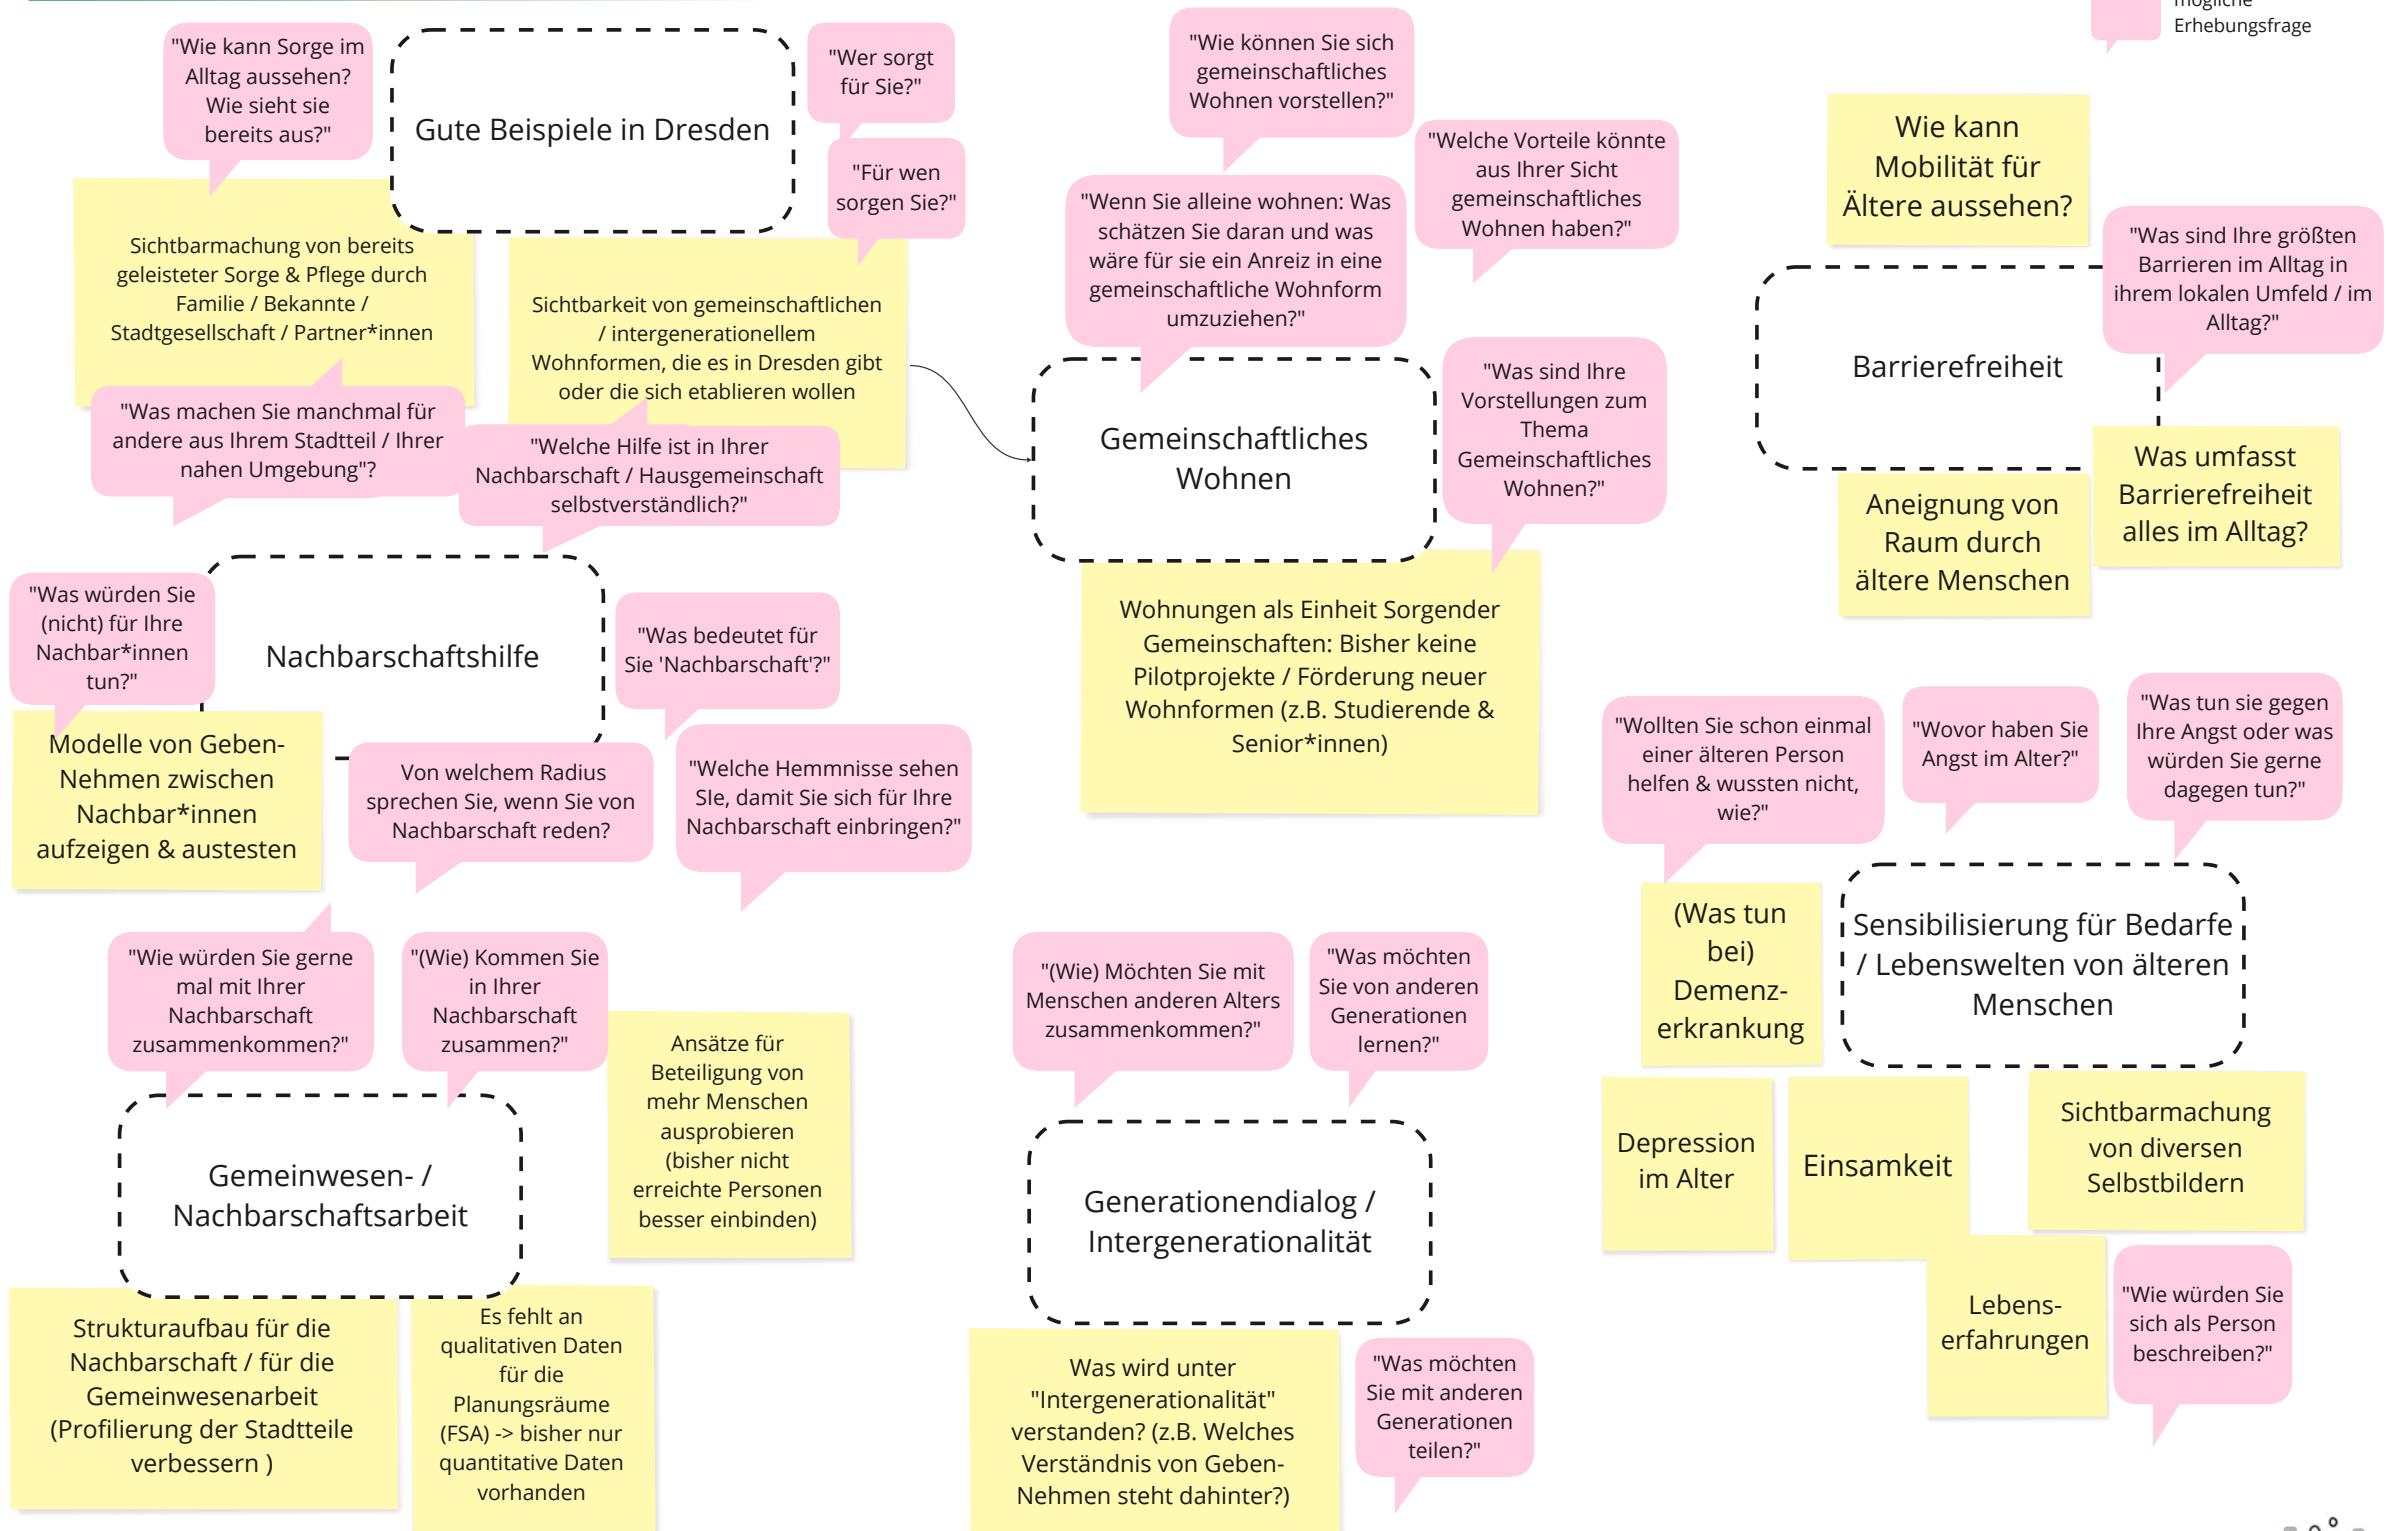 mögliche
Erhebungsfrage
"Wie kann Sorge im
Alltag aussehen?
Wie sieht sie
bereits aus?"
Gute Beispiele in Dresden
"Wer sorgt
für Sie?"
"Für wen
sorgen Sie?"
Sichtbarmachung von bereits
geleisteter Sorge & Pflege durch
Familie / Bekannte /
Stadtgesellschaft / Partner*innen
Sichtbarkeit von gemeinschaftlichen
/ intergenerationellem
Wohnformen, die es in Dresden gibt
oder die sich etablieren wollen
"Was machen Sie manchmal für
andere aus Ihrem Stadtteil / Ihrer
nahen Umgebung"?
"Welche Hilfe ist in Ihrer
Nachbarschaft / Hausgemeinschaft
selbstverständlich?"
"Wie können Sie sich
gemeinschaftliches
Wohnen vorstellen?"
"Welche Vorteile könnte
aus Ihrer Sicht
gemeinschaftliches
Wohnen haben?"
"Wenn Sie alleine wohnen: Was
schätzen Sie daran und was
wäre für sie ein Anreiz in eine
gemeinschaftliche Wohnform
umzuziehen?"
Gemeinschaftliches
Wohnen
"Was sind Ihre
Vorstellungen zum
Thema
Gemeinschaftliches
Wohnen?"
Wohnungen als Einheit Sorgender
Gemeinschaften: Bisher keine
Pilotprojekte / Förderung neuer
Wohnformen (z.B. Studierende &
Senior*innen)
Wie kann
Mobilität für
Ältere aussehen?
"Was sind Ihre größten
Barrieren im Alltag in
ihrem lokalen Umfeld / im
Alltag?"
Barrierefreiheit
Aneignung von
Raum durch
ältere Menschen
Was umfasst
Barrierefreiheit
alles im Alltag?
"Was würden Sie
(nicht) für Ihre
Nachbar*innen
tun?"
Nachbarschaftshilfe
"Was bedeutet für
Sie 'Nachbarschaft'?"
Modelle von Geben-
Nehmen zwischen
Nachbar*innen
aufzeigen & austesten
Von welchem Radius
sprechen Sie, wenn Sie von
Nachbarschaft reden?
"Welche Hemmnisse sehen
SIe, damit Sie sich für Ihre
Nachbarschaft einbringen?"
"Wollten Sie schon einmal
einer älteren Person
helfen & wussten nicht,
wie?"
"Wovor haben Sie
Angst im Alter?"
"Was tun sie gegen
Ihre Angst oder was
würden Sie gerne
dagegen tun?"
(Was tun
bei)
Demenz-
erkrankung
Sensibilisierung für Bedarfe
/ Lebenswelten von älteren
Menschen
Depression
im Alter
Einsamkeit
Sichtbarmachung
von diversen
Selbstbildern
Lebens-
erfahrungen
"Wie würden Sie
sich als Person
beschreiben?"
"Wie würden Sie gerne
mal mit Ihrer
Nachbarschaft
zusammenkommen?"
"(Wie) Kommen Sie
in Ihrer
Nachbarschaft
zusammen?"
Ansätze für
Beteiligung von
mehr Menschen
ausprobieren
(bisher nicht
erreichte Personen
besser einbinden)
Gemeinwesen- /
Nachbarschaftsarbeit
Strukturaufbau für die
Nachbarschaft / für die
Gemeinwesenarbeit
(Profilierung der Stadtteile
verbessern )
Es fehlt an
qualitativen Daten
für die
Planungsräume
(FSA) -> bisher nur
quantitative Daten
vorhanden
"(Wie) Möchten Sie mit
Menschen anderen Alters
zusammenkommen?"
"Was möchten
Sie von anderen
Generationen
lernen?"
Generationendialog /
Intergenerationalität
Was wird unter
"Intergenerationalität"
verstanden? (z.B. Welches
Verständnis von Geben-
Nehmen steht dahinter?)
"Was möchten
Sie mit anderen
Generationen
teilen?"